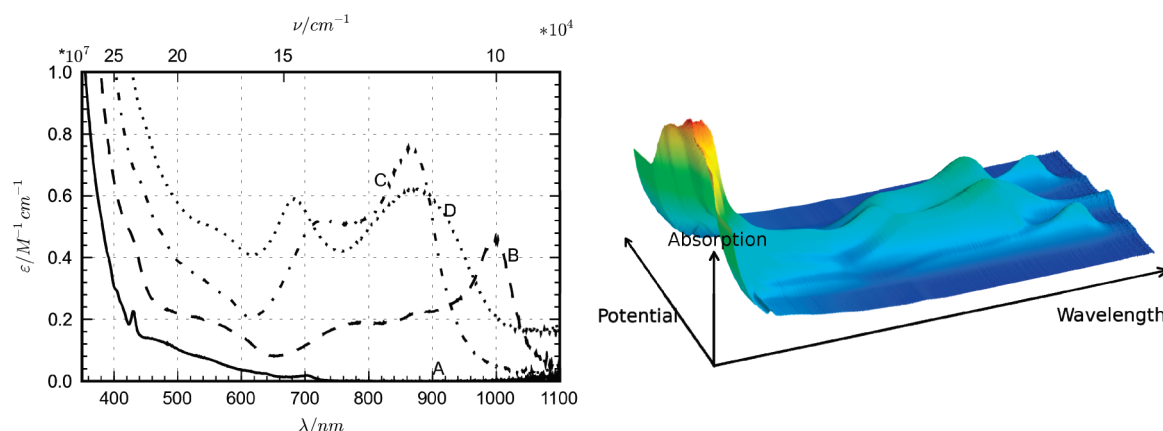 ν/cm⁻¹
*10⁷ 25 20 15 10 *10⁴
1.0
0.8
0.6
0.4
0.2
0.0
ε/M⁻¹cm⁻¹
C
D
B
A
400 500 600 700 800 900 1000 1100
λ/nm
Absorption
Potential
Wavelength